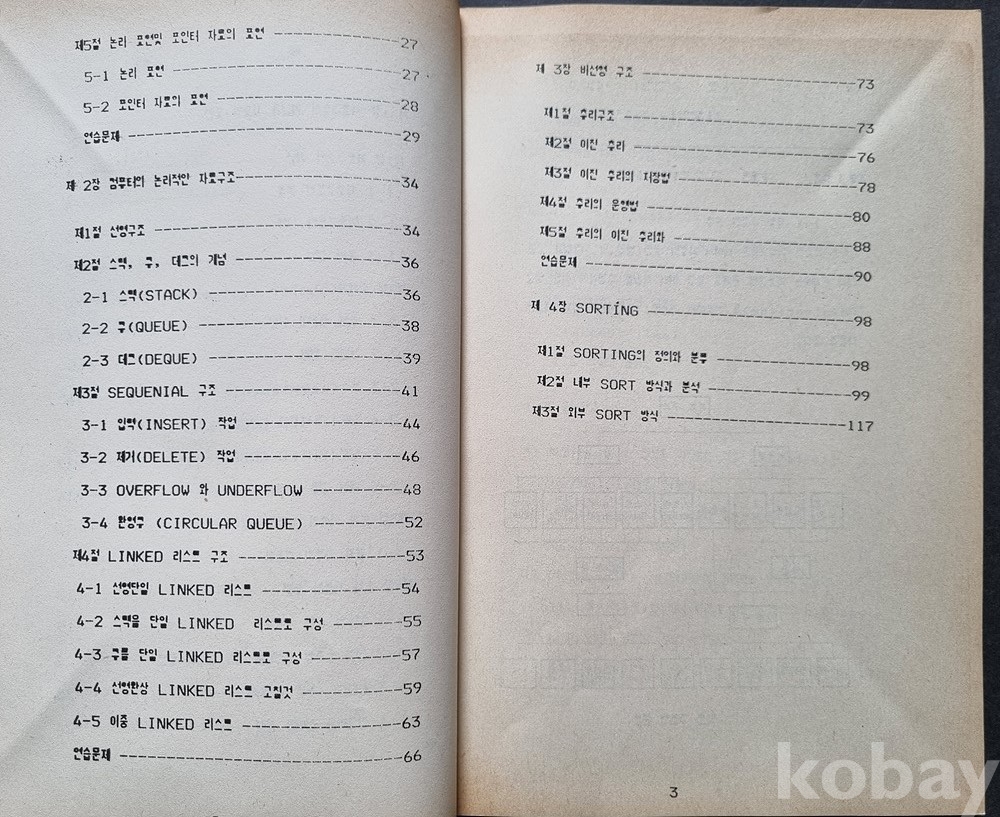 제5절 논리 표현및 포인터 자료의 표현 ----------------27
5-1 논리 표현 ----------------27
5-2 포인터 자료의 표현 ----------------28
연습문제 ----------------29
제 2장 컴퓨터의 논리적인 자료구조 ----------------34
제1절 선형구조 ----------------34
제2절 스택, 큐, 데크의 개념 ----------------36
2-1 스택(STACK) ----------------36
2-2 큐(QUEUE) ----------------38
2-3 데크(DEQUE) ----------------39
제3절 SEQUENIAL 구조 ----------------41
3-1 입력(INSERT) 작업 ----------------44
3-2 제거(DELETE) 작업 ----------------46
3-3 OVERFLOW 와 UNDERFLOW ----------------48
3-4 환형큐 (CIRCULAR QUEUE) ----------------52
제4절 LINKED 리스트 구조 ----------------53
4-1 선형단일 LINKED 리스트 ----------------54
4-2 스택을 단일 LINKED 리스트로 구성 ----------------55
4-3 큐를 단일 LINKED 리스트로 구성 ----------------57
4-4 선형환상 LINKED 리스트 고칠것 ----------------59
4-5 이중 LINKED 리스트 ----------------63
연습문제 ----------------66
제 3장 비선형 구조 ----------------73
제1절 츄리구조 ----------------73
제2절 이진 츄리 ----------------76
제3절 이진 츄리의 저장법 ----------------78
제4절 츄리의 운행법 ----------------80
제5절 츄리의 이진 츄리화 ----------------88
연습문제 ----------------90
제 4장 SORTING ----------------98
제1절 SORTING의 정의와 분류 ----------------98
제2절 내부 SORT 방식과 분석 ----------------99
제3절 외부 SORT 방식 ----------------117
3
kobay